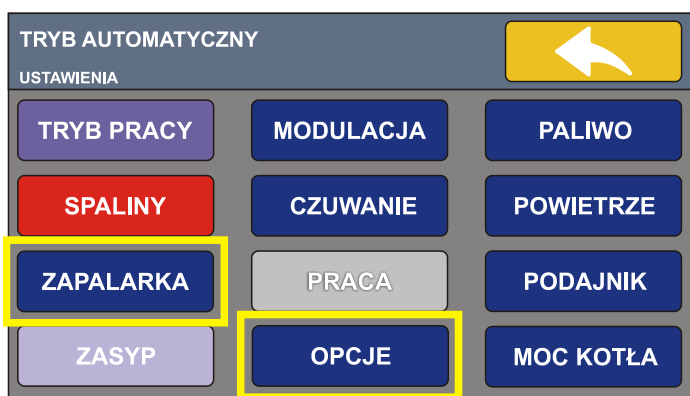 TRYB AUTOMATYCZNY
USTAWIENIA
TRYB PRACY MODULACJA PALIWO
SPALINY CZUWANIE POWIETRZE
ZAPALARKA PRACA PODAJNIK
ZASYP OPCJE MOC KOTŁA